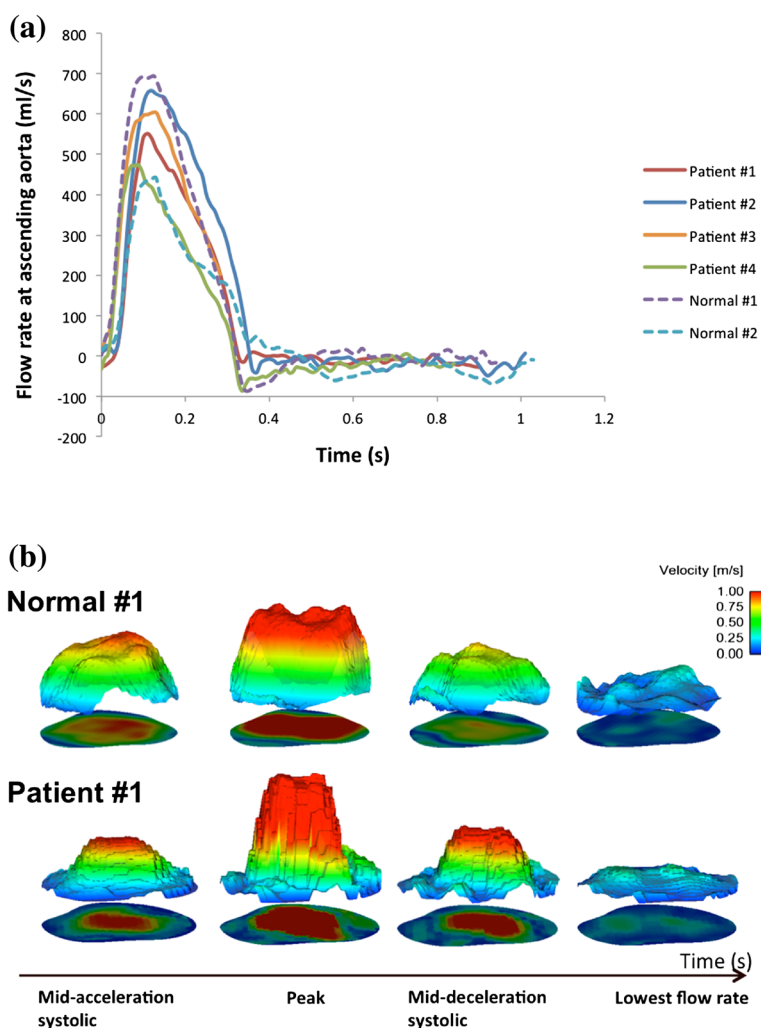 (a)
800
700
600
500
400
300
200
100
0
-100
-200
Flow rate at ascending aorta (ml/s)
0
0.2
0.4
0.6
0.8
1
1.2
Time (s)
Patient #1
Patient #2
Patient #3
Patient #4
Normal #1
Normal #2
(b)
Velocity [m/s]
1.00
0.75
0.50
0.25
0.00
Normal #1
Patient #1
Time (s)
Mid-acceleration
systolic
Peak
Mid-deceleration
systolic
Lowest flow rate